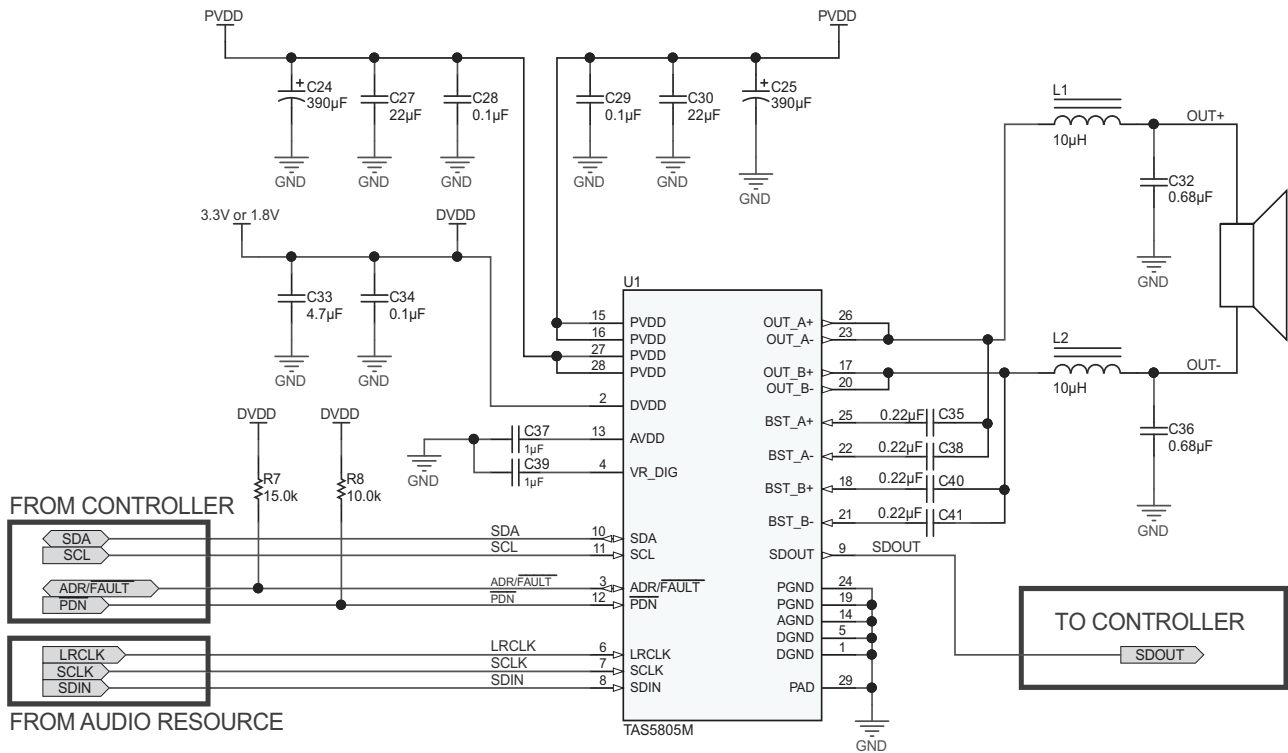 PVDD
PVDD
C24
390µF
C27
22µF
C28
0.1µF
C29
0.1µF
C30
22µF
C25
390µF
GND
GND
GND
GND
GND
GND
L1
10µH
OUT+
C32
0.68µF
GND
3.3V or 1.8V
DVDD
C33
4.7µF
C34
0.1µF
GND
GND
U1
15 PVDD
16 PVDD
27 PVDD
28 PVDD
2 DVDD
13 AVDD
4 VR_DIG
10 SDA
11 SCL
3 ADR/FAULT
12 PDN
6 LRCLK
7 SCLK
8 SDIN
OUT_A+ 26
OUT_A- 23
OUT_B+ 17
OUT_B- 20
BST_A+ 25
BST_A- 22
BST_B+ 18
BST_B- 21
SDOUT 9
PGND 24
PGND 19
AGND 14
DGND 5
DGND 1
PAD 29
TAS5805M
L2
10µH
OUT-
C36
0.68µF
GND
0.22µF C35
0.22µF C38
0.22µF C40
0.22µF C41
SDOUT
GND
C37
1µF
C39
1µF
GND
DVDD
R7
15.0k
DVDD
R8
10.0k
FROM CONTROLLER
SDA
SCL
ADR/FAULT
PDN
SDA
SCL
ADR/FAULT
PDN
LRCLK
SCLK
SDIN
LRCLK
SCLK
SDIN
FROM AUDIO RESOURCE
TO CONTROLLER
SDOUT